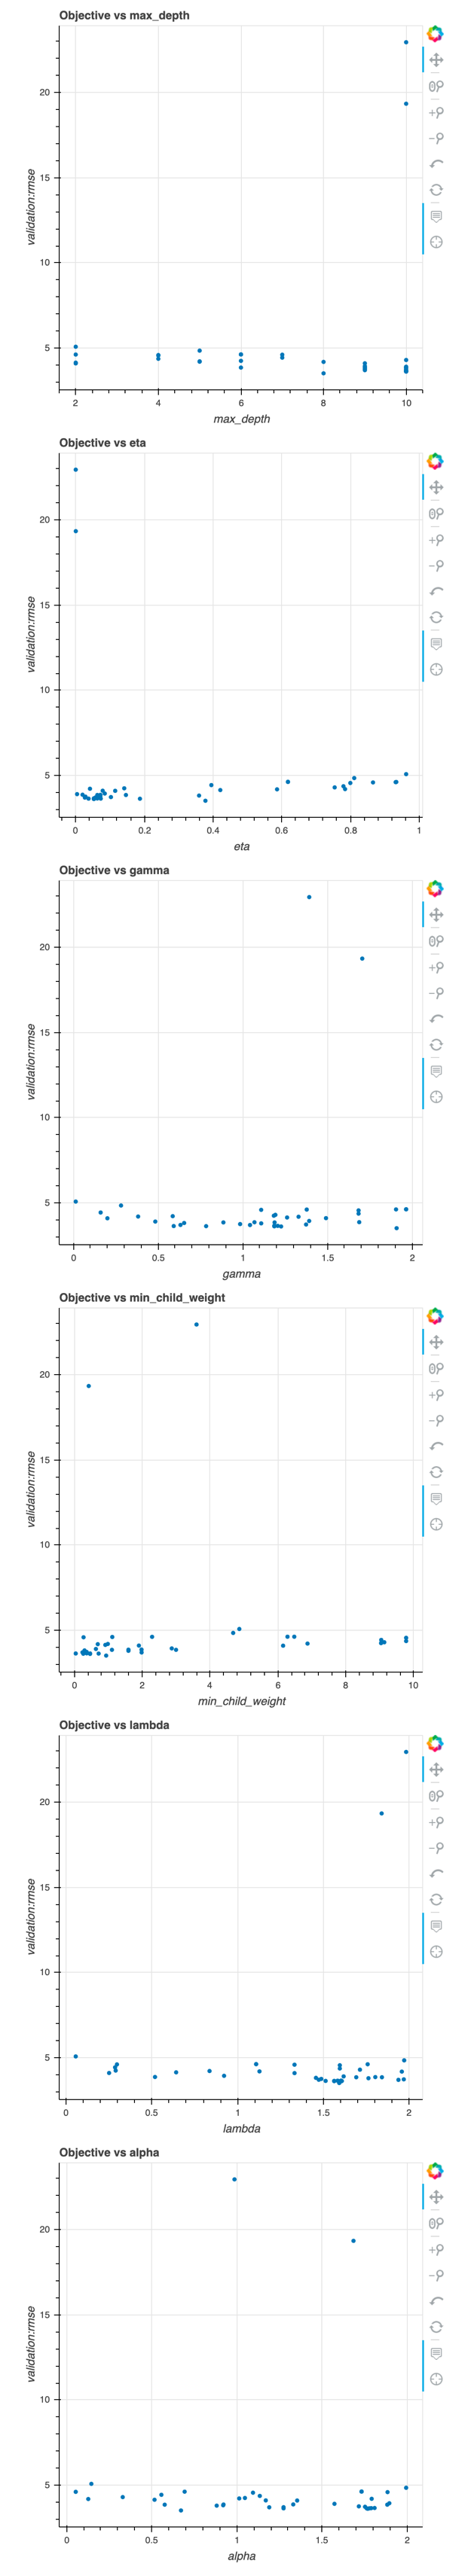 Objective vs max_depth
20
15
10
5
validation:rmse
2 4 6 8 10
max_depth
Objective vs eta
20
15
10
5
validation:rmse
0 0.2 0.4 0.6 0.8 1
eta
Objective vs gamma
20
15
10
5
validation:rmse
0 0.5 1 1.5 2
gamma
Objective vs min_child_weight
20
15
10
5
validation:rmse
0 2 4 6 8 10
min_child_weight
Objective vs lambda
20
15
10
5
validation:rmse
0 0.5 1 1.5 2
lambda
Objective vs alpha
20
15
10
5
validation:rmse
0 0.5 1 1.5 2
alpha